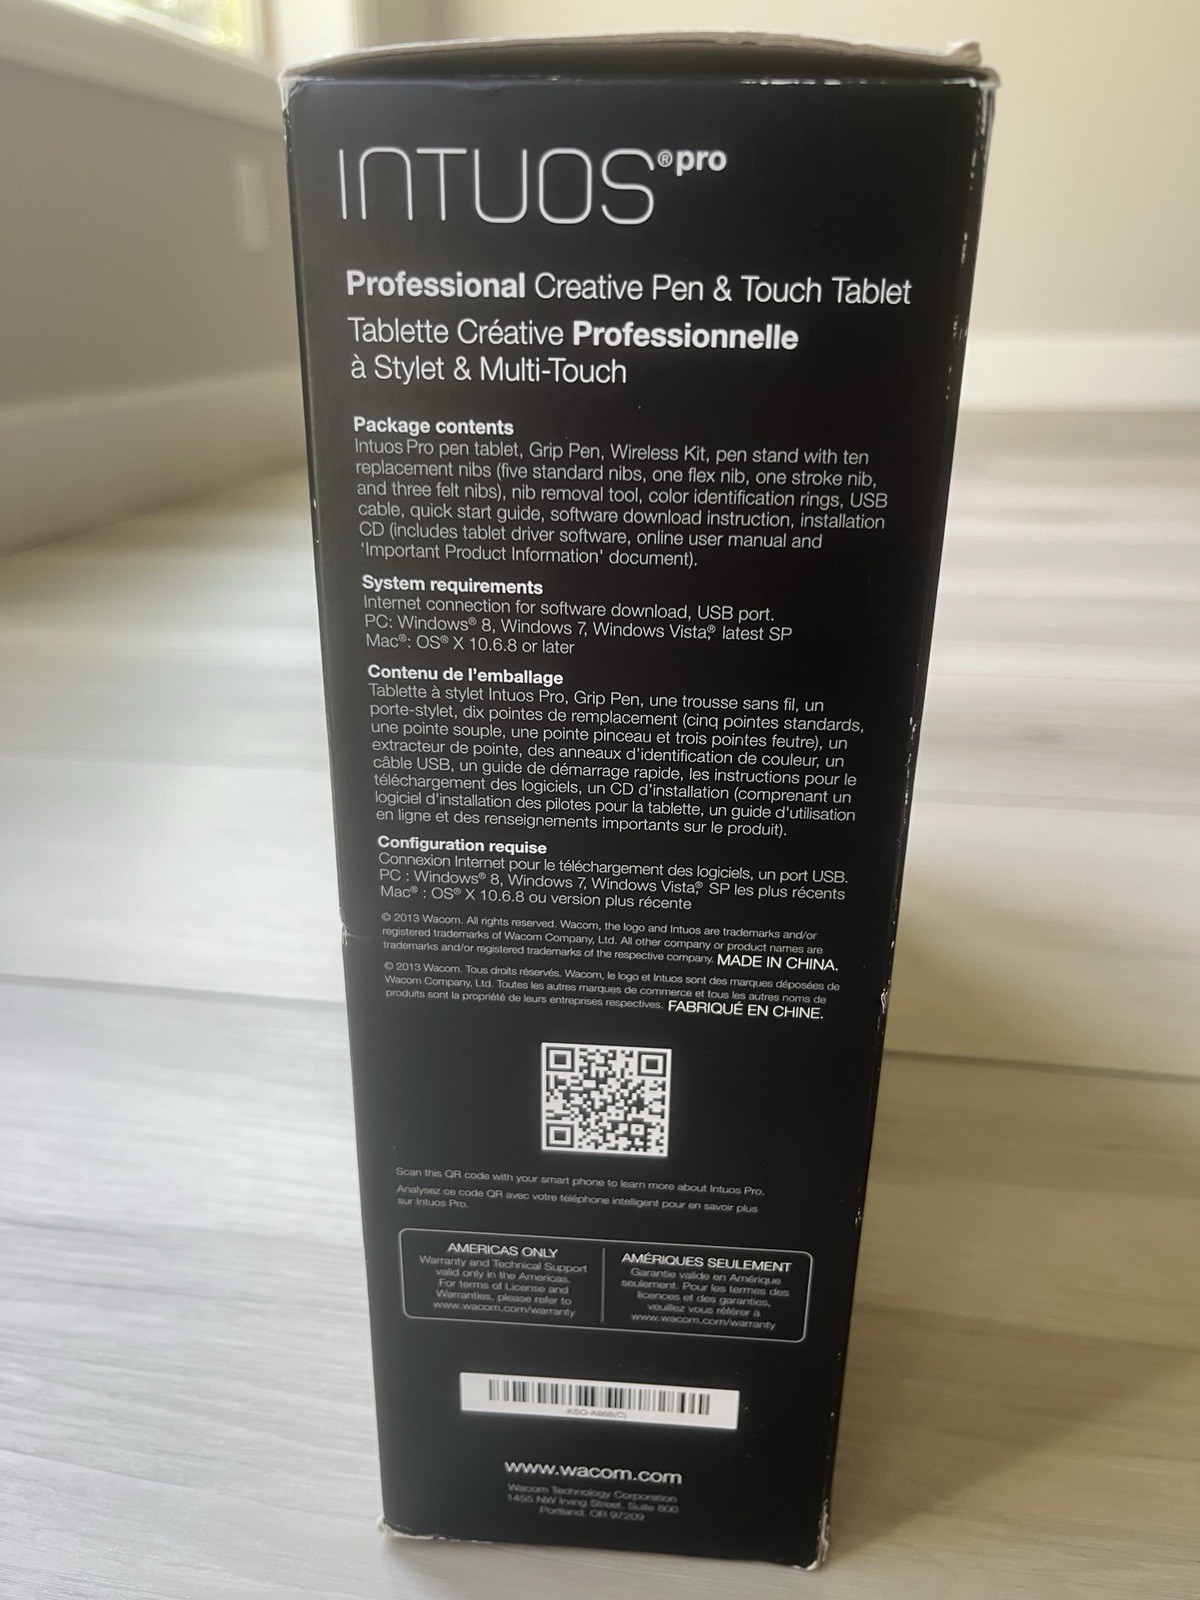 INTUOS®pro
Professional Creative Pen & Touch Tablet
Tablette Créative Professionnelle
à Stylet & Multi-Touch
Package contents
Intuos Pro pen tablet, Grip Pen, Wireless Kit, pen stand with ten
replacement nibs (five standard nibs, one flex nib, one stroke nib,
and three felt nibs), nib removal tool, color identification rings, USB
cable, quick start guide, software download instruction, installation
CD (includes tablet driver software, online user manual and
'Important Product Information' document).
System requirements
Internet connection for software download, USB port.
PC: Windows® 8, Windows 7, Windows Vista®, latest SP
Mac®: OS® X 10.6.8 or later
Contenu de l'emballage
Tablette à stylet Intuos Pro, Grip Pen, une trousse sans fil, un
porte-stylet, dix pointes de remplacement (cinq pointes standards,
une pointe souple, une pointe pinceau et trois pointes feutre), un
extracteur de pointe, des anneaux d'identification de couleur, un
câble USB, un guide de démarrage rapide, les instructions pour le
téléchargement des logiciels, un CD d'installation (comprenant un
logiciel d'installation des pilotes pour la tablette, un guide d'utilisation
en ligne et des renseignements importants sur le produit).
Configuration requise
Connexion Internet pour le téléchargement des logiciels, un port USB.
PC : Windows® 8, Windows 7, Windows Vista®, SP les plus récents
Mac® : OS® X 10.6.8 ou version plus récente
© 2013 Wacom. All rights reserved. Wacom, the logo and Intuos are trademarks and/or
registered trademarks of Wacom Company, Ltd. All other company or product names are
trademarks and/or registered trademarks of the respective company. MADE IN CHINA.
© 2013 Wacom. Tous droits réservés. Wacom, le logo et Intuos sont des marques déposées de
Wacom Company, Ltd. Toutes les autres marques de commerce et tous les autres noms de
produits sont la propriété de leurs entreprises respectives. FABRIQUÉ EN CHINE.
Scan this QR code with your smart phone to learn more about Intuos Pro.
Analysez ce code QR avec votre téléphone intelligent pour en savoir plus
sur Intuos Pro.
AMERICAS ONLY
Warranty and Technical Support
valid only in the Americas.
For terms of License and
Warranties, please refer to
www.wacom.com/warranty
AMÉRIQUES SEULEMENT
Garantie valide en Amérique
seulement. Pour les termes des
licences et des garanties,
veuillez vous référer à
www.wacom.com/warranty
KSO-A868(C)
www.wacom.com
Wacom Technology Corporation
1455 NW Irving Street, Suite 800
Portland, OR 97209